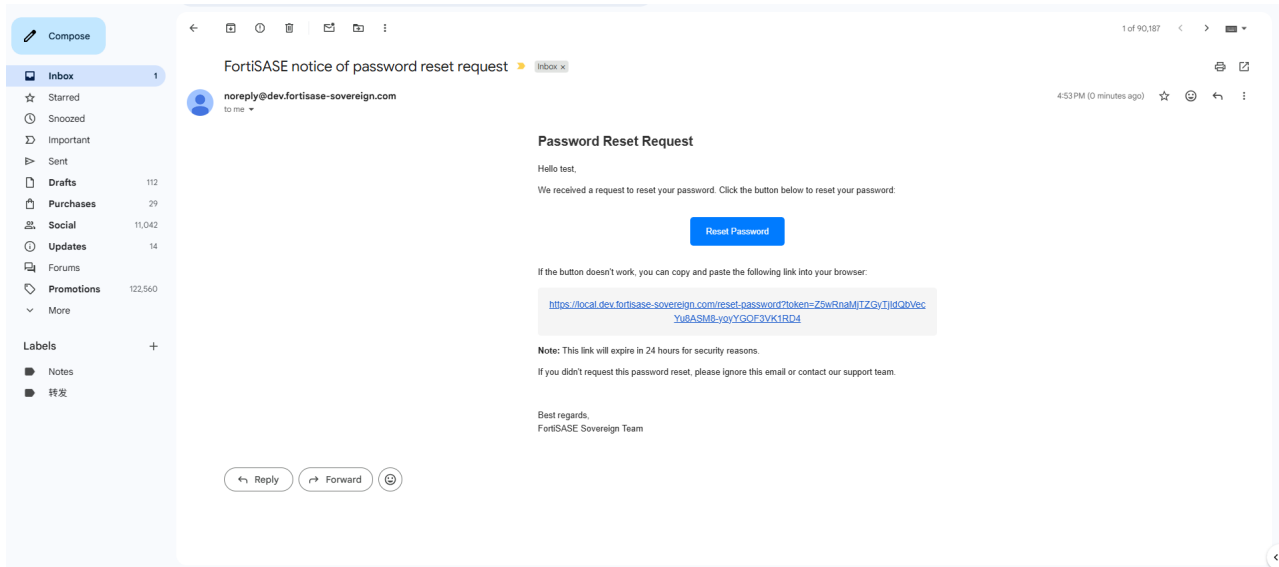 Compose
1 of 90,187
FortiSASE notice of password reset request
Inbox x
Inbox 1
noreply@dev.fortisase-sovereign.com
4:53 PM (0 minutes ago)
to me
Starred
Snoozed
Important
Sent
Drafts 112
Purchases 29
Social 11,042
Updates 14
Forums
Promotions 122,560
More
Labels +
Notes
转发
Password Reset Request
Hello test,
We received a request to reset your password. Click the button below to reset your password:
Reset Password
If the button doesn't work, you can copy and paste the following link into your browser:
https://local.dev.fortisase-sovereign.com/reset-password?token=Z5wRnaMjTZGyTjIdQbVec
Yu8ASM8-yoyYGOF3VK1RD4
Note: This link will expire in 24 hours for security reasons.
If you didn't request this password reset, please ignore this email or contact our support team.
Best regards,
FortiSASE Sovereign Team
Reply
Forward